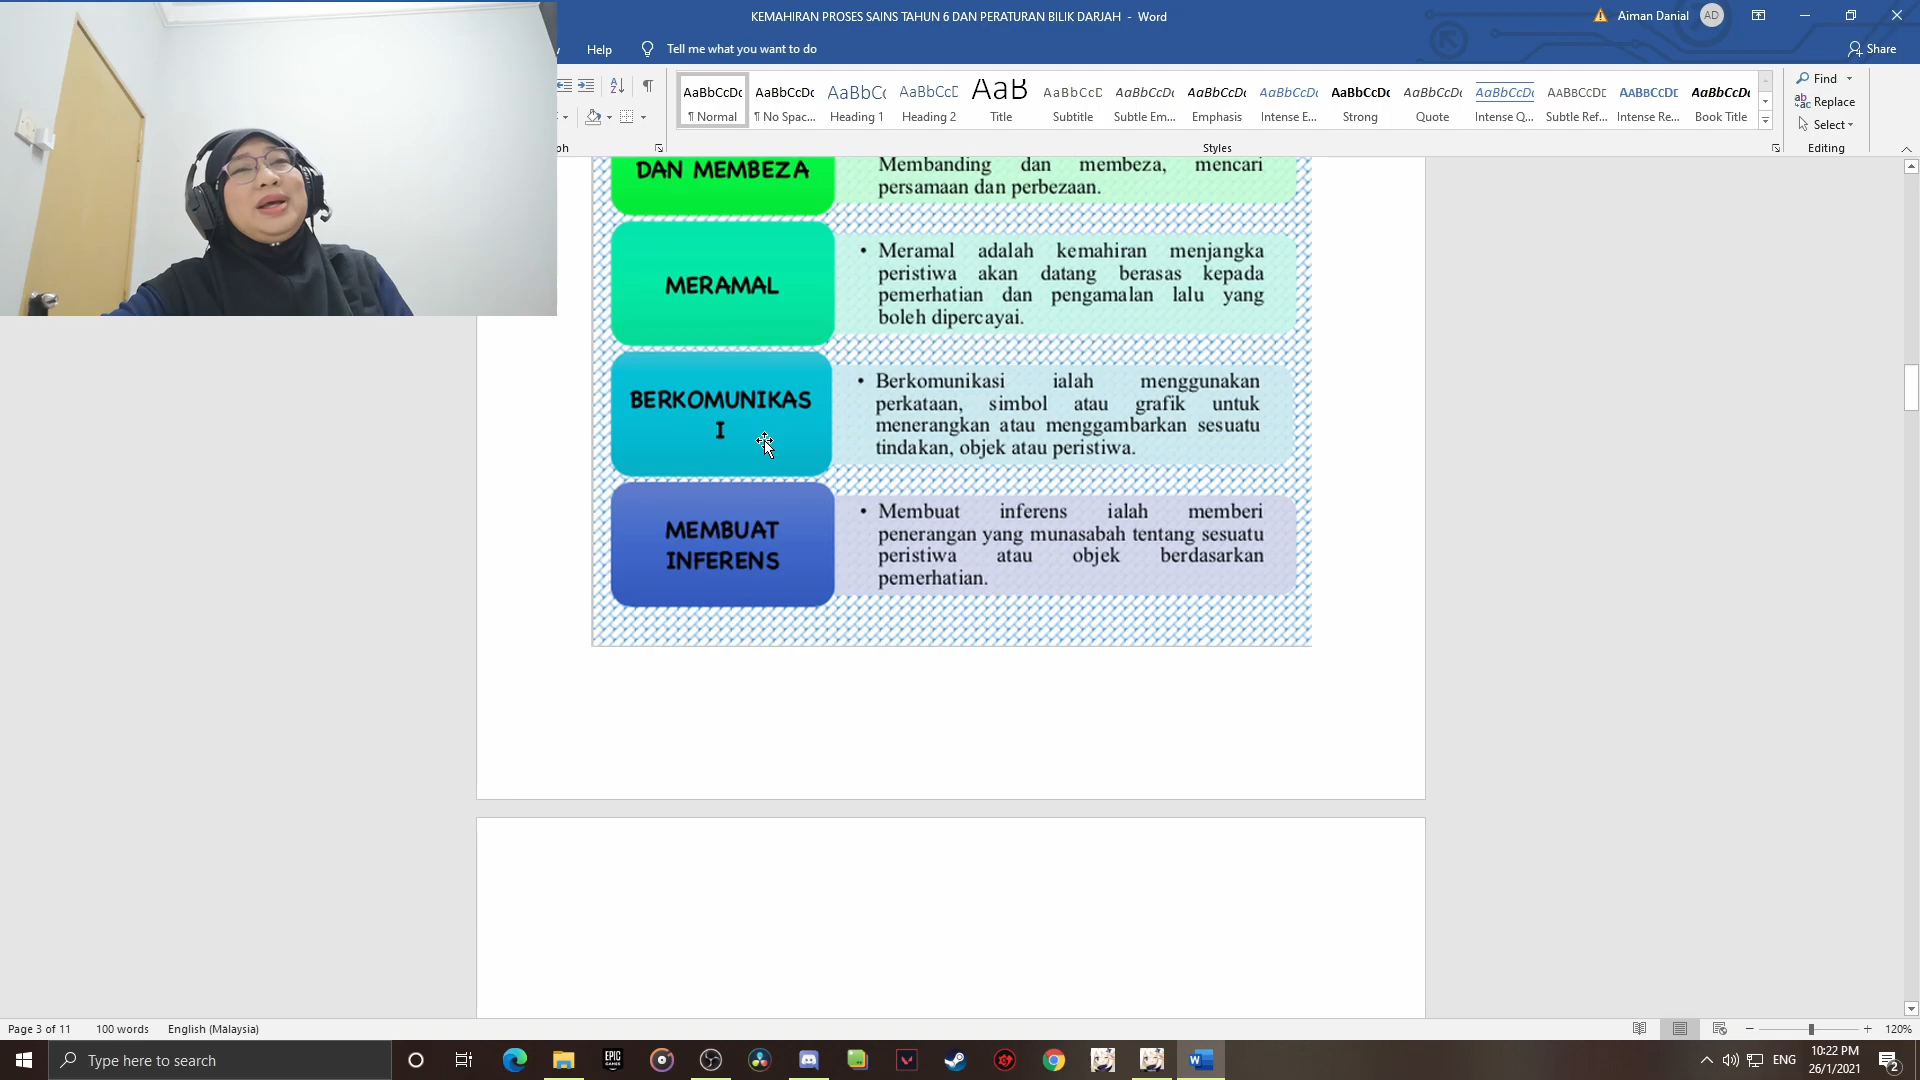 KEMAHIRAN PROSES SAINS TAHUN 6 DAN PERATURAN BILIK DARJAH - Word
Aiman Danial
AD
Help
Tell me what you want to do
Share
AaBbCcDc
AaBbCcDc
AaBbCc
AaBbCcD
AaB
AaBbCcD
AaBbCcDc
AaBbCcDc
AaBbCcDc
AaBbCcDc
AaBbCcDc
AaBbCcDc
AABBCCDD
AABBCCDD
AaBbCcDc
¶ Normal
¶ No Spac...
Heading 1
Heading 2
Title
Subtitle
Subtle Em...
Emphasis
Intense E...
Strong
Quote
Intense Q...
Subtle Ref...
Intense Re...
Book Title
Find
Replace
Select
ph
Styles
Editing
DAN MEMBEZA
Membanding dan membeza, mencari
persamaan dan perbezaan.
MERAMAL
• Meramal adalah kemahiran menjangka
peristiwa akan datang berasas kepada
pemerhatian dan pengamalan lalu yang
boleh dipercayai.
BERKOMUNIKAS
I
• Berkomunikasi ialah menggunakan
perkataan, simbol atau grafik untuk
menerangkan atau menggambarkan sesuatu
tindakan, objek atau peristiwa.
MEMBUAT
INFERENS
• Membuat inferens ialah memberi
penerangan yang munasabah tentang sesuatu
peristiwa atau objek berdasarkan
pemerhatian.
Page 3 of 11
100 words
English (Malaysia)
120%
Type here to search
EPIC
GAMES
ENG
10:22 PM
26/1/2021
2